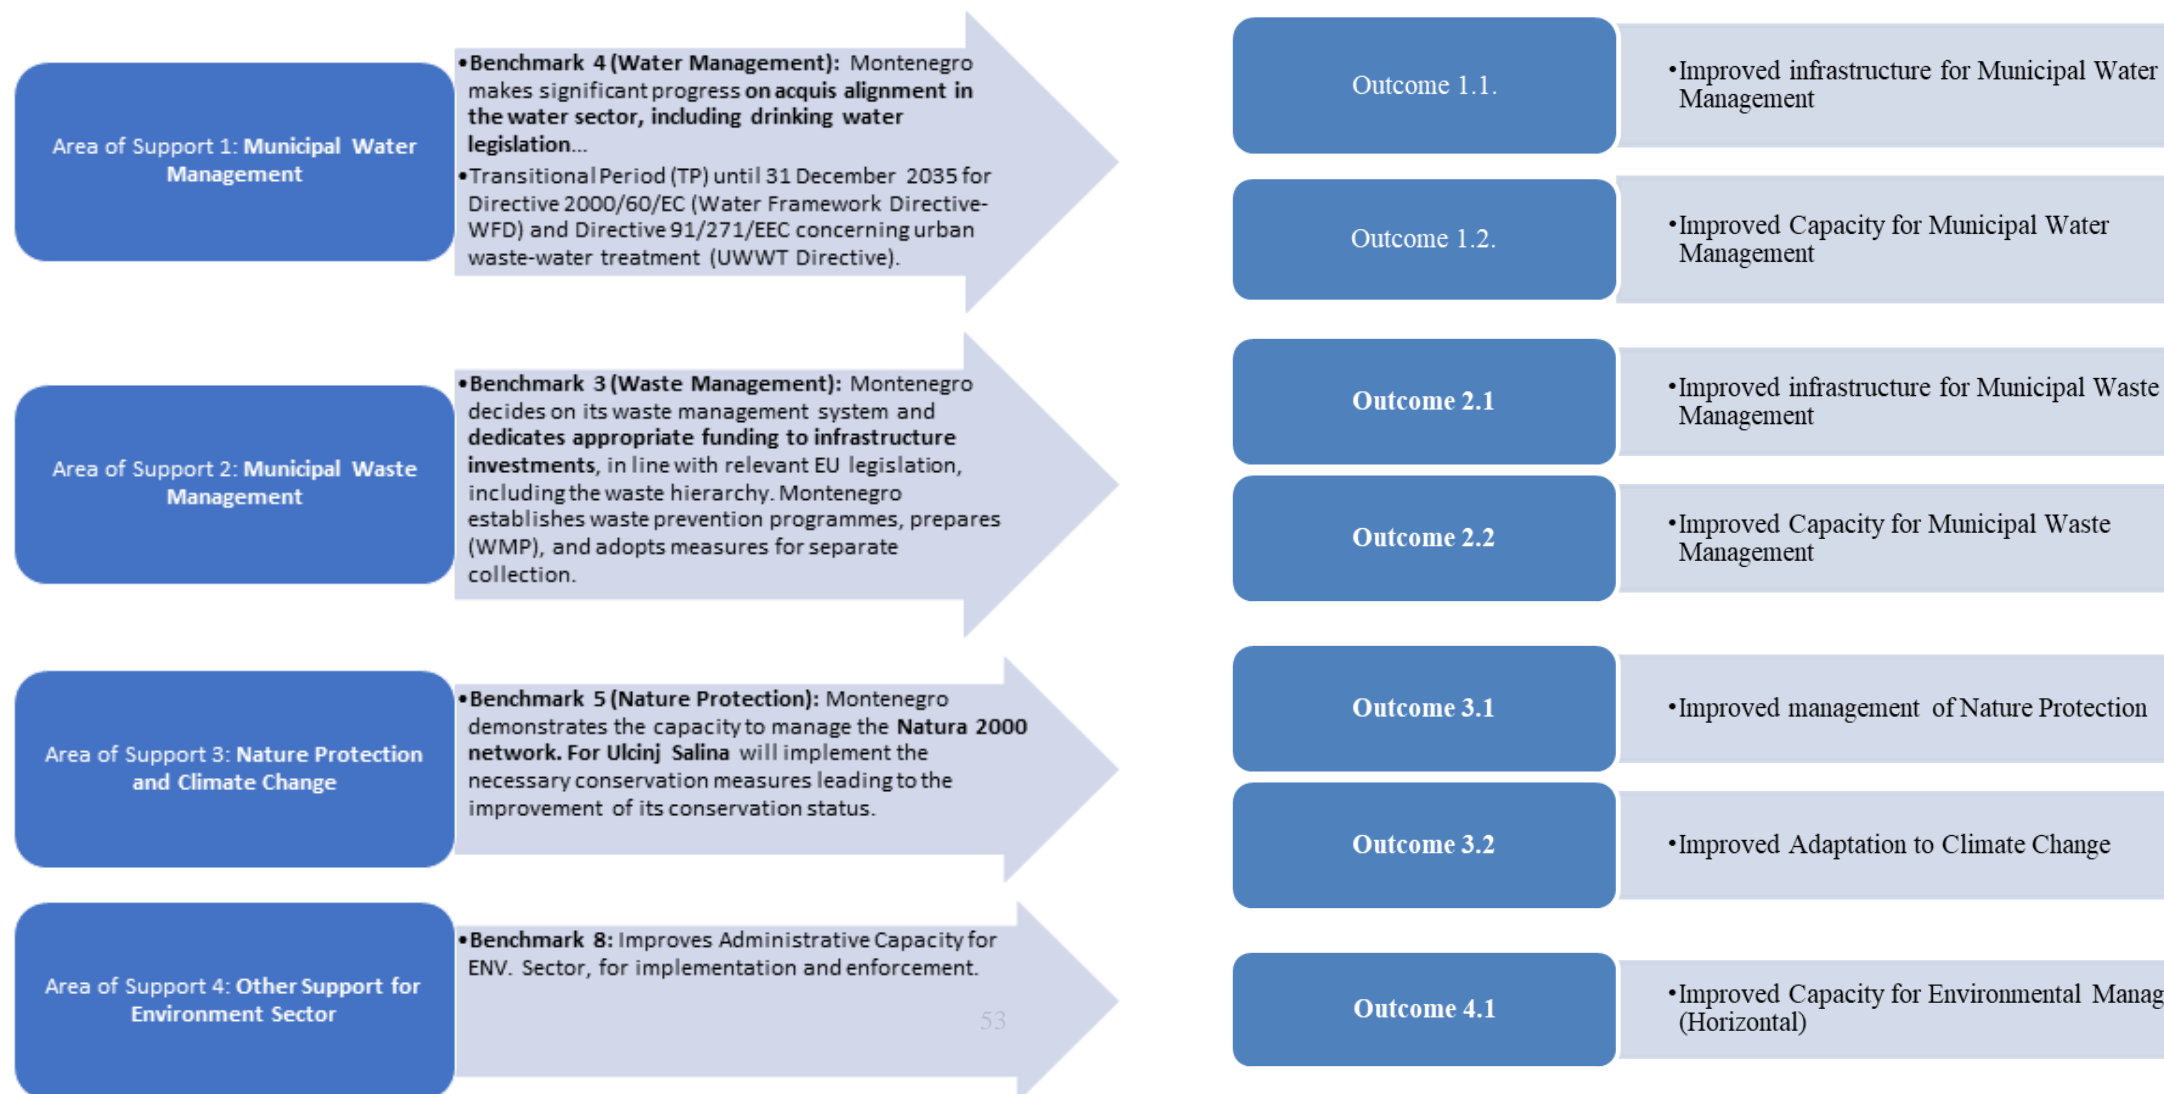 Area of Support 1: Municipal Water
Management
•Benchmark 4 (Water Management): Montenegro
makes significant progress on acquis alignment in
the water sector, including drinking water
legislation...
•Transitional Period (TP) until 31 December 2035 for
Directive 2000/60/EC (Water Framework Directive-
WFD) and Directive 91/271/EEC concerning urban
waste-water treatment (UWWT Directive).
Outcome 1.1.
•Improved infrastructure for Municipal Water
Management
Outcome 1.2.
•Improved Capacity for Municipal Water
Management
Area of Support 2: Municipal Waste
Management
•Benchmark 3 (Waste Management): Montenegro
decides on its waste management system and
dedicates appropriate funding to infrastructure
investments, in line with relevant EU legislation,
including the waste hierarchy. Montenegro
establishes waste prevention programmes, prepares
(WMP), and adopts measures for separate
collection.
Outcome 2.1
•Improved infrastructure for Municipal Waste
Management
Outcome 2.2
•Improved Capacity for Municipal Waste
Management
Area of Support 3: Nature Protection
and Climate Change
•Benchmark 5 (Nature Protection): Montenegro
demonstrates the capacity to manage the Natura 2000
network. For Ulcinj Salina will implement the
necessary conservation measures leading to the
improvement of its conservation status.
Outcome 3.1
•Improved management of Nature Protection
Outcome 3.2
•Improved Adaptation to Climate Change
Area of Support 4: Other Support for
Environment Sector
•Benchmark 8: Improves Administrative Capacity for
ENV. Sector, for implementation and enforcement.
53
Outcome 4.1
•Improved Capacity for Environmental Manag
(Horizontal)